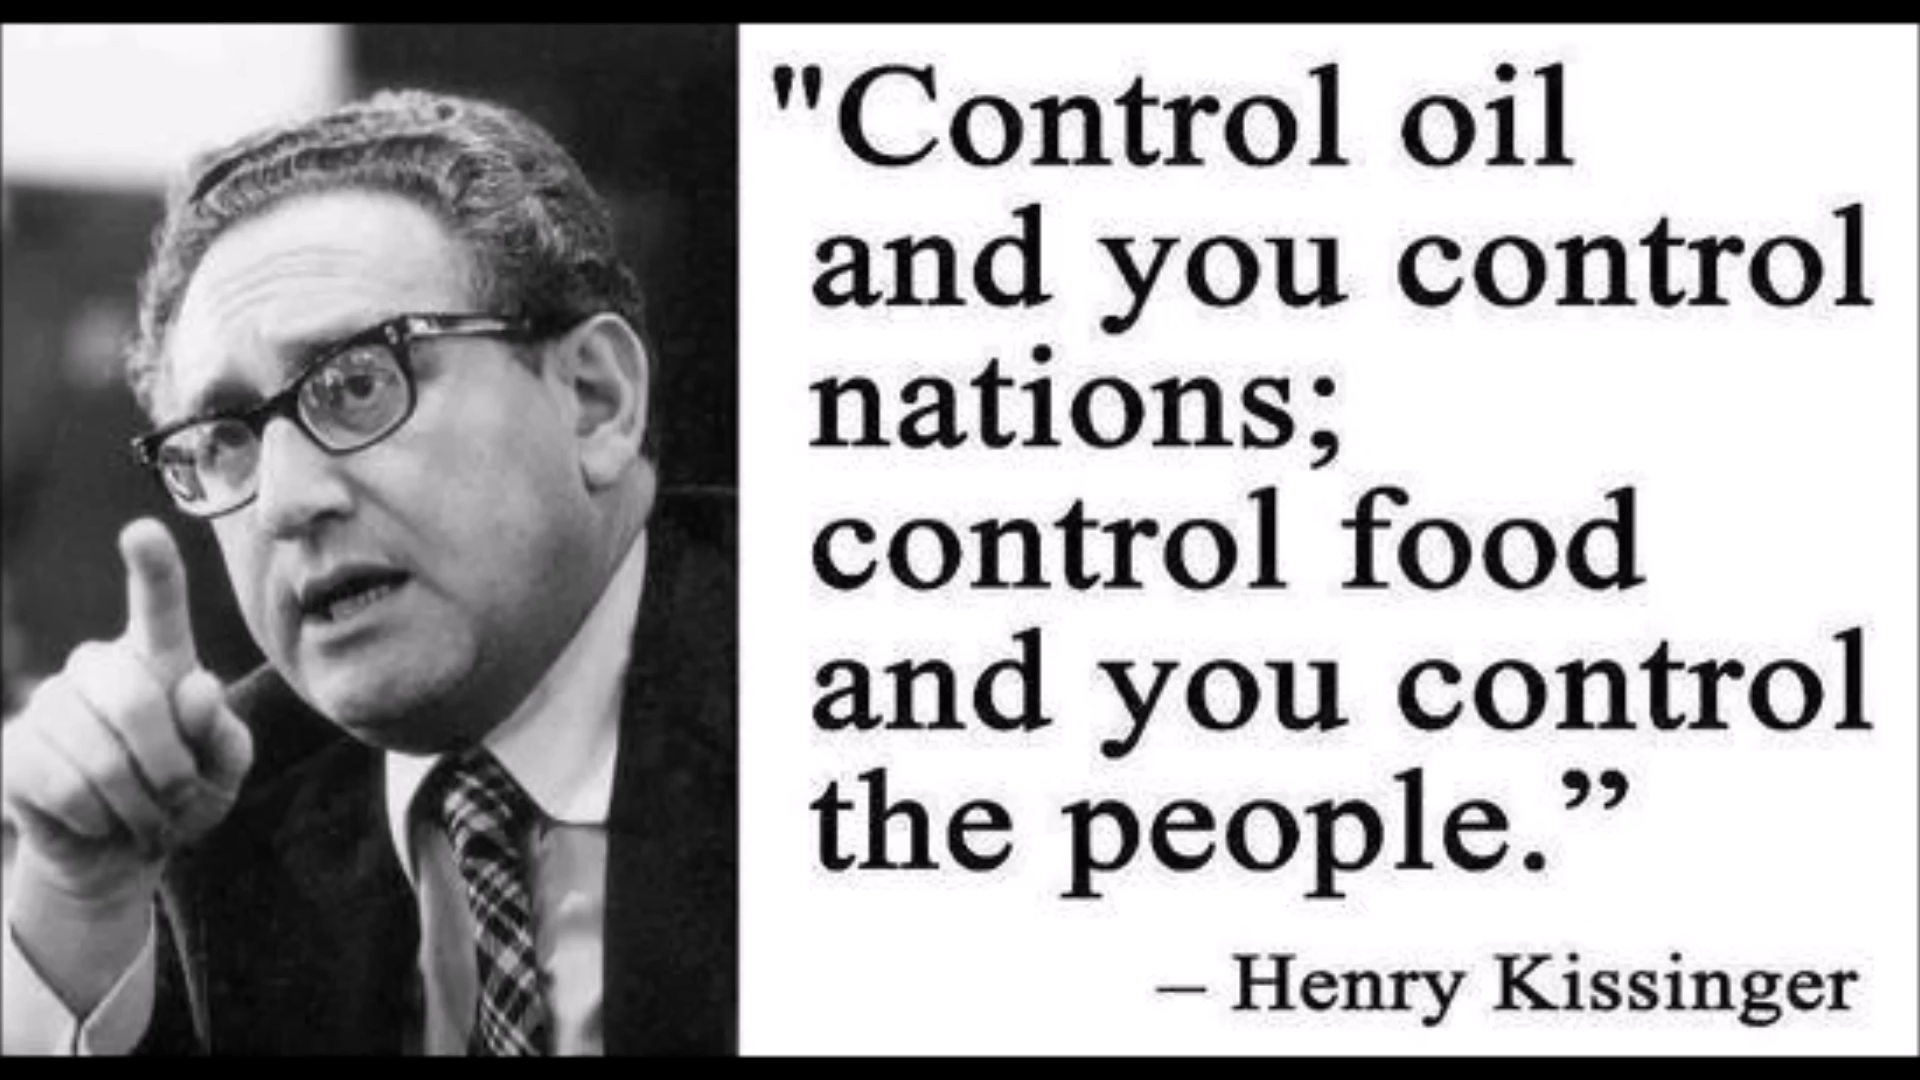 "Control oil
and you control
nations;
control food
and you control
the people.”
– Henry Kissinger